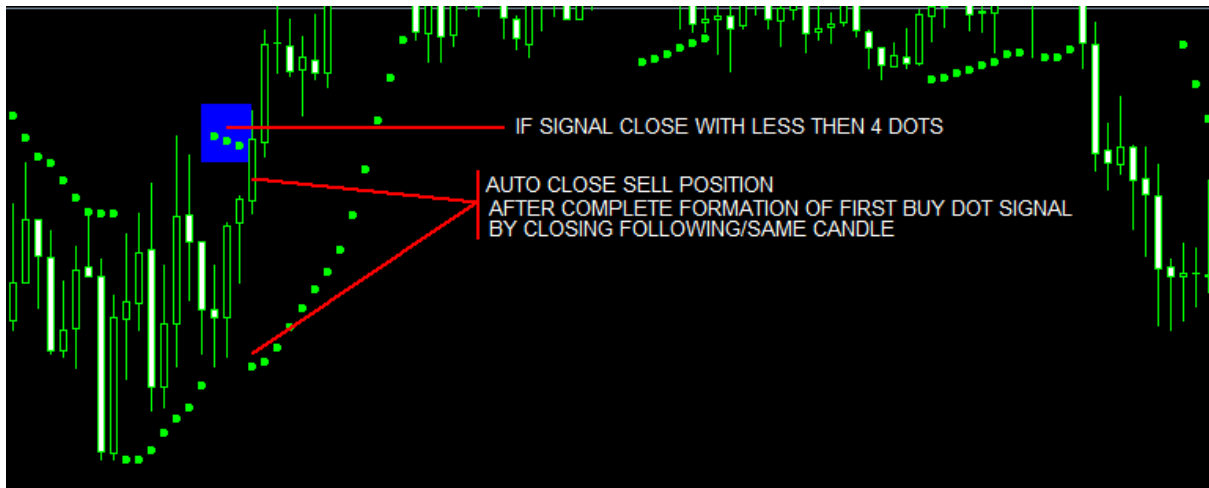 IF SIGNAL CLOSE WITH LESS THEN 4 DOTS
AUTO CLOSE SELL POSITION
AFTER COMPLETE FORMATION OF FIRST BUY DOT SIGNAL
BY CLOSING FOLLOWING/SAME CANDLE